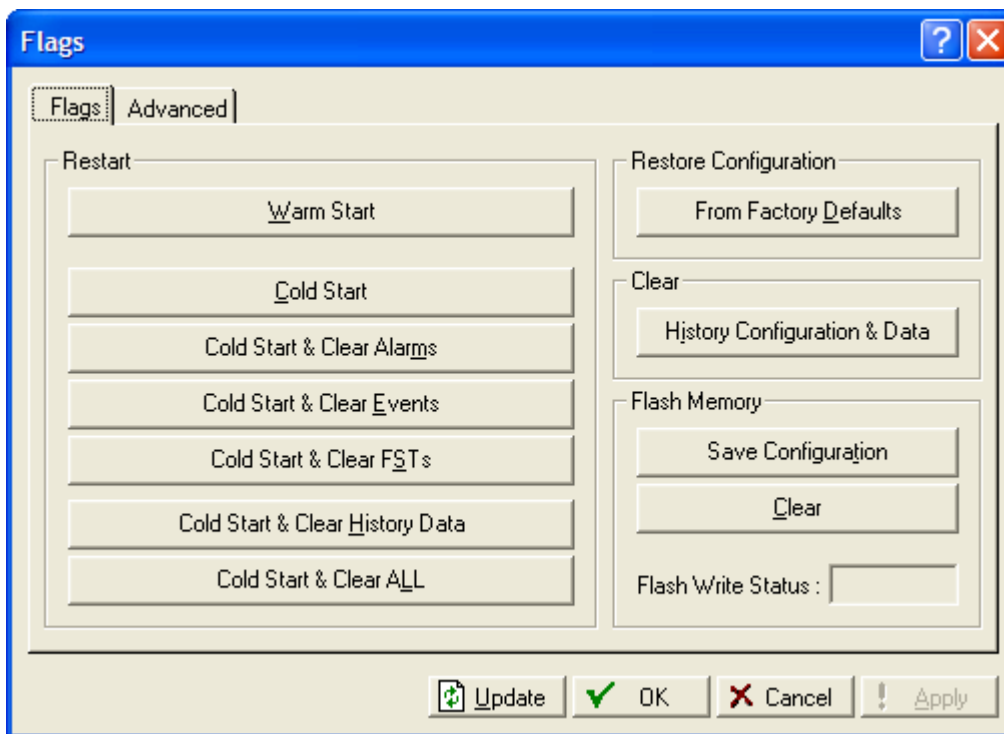 Flags
Flags
Advanced
Restart
Warm Start
Cold Start
Cold Start & Clear Alarms
Cold Start & Clear Events
Cold Start & Clear FSTs
Cold Start & Clear History Data
Cold Start & Clear ALL
Restore Configuration
From Factory Defaults
Clear
History Configuration & Data
Flash Memory
Save Configuration
Clear
Flash Write Status :
Update
OK
Cancel
Apply